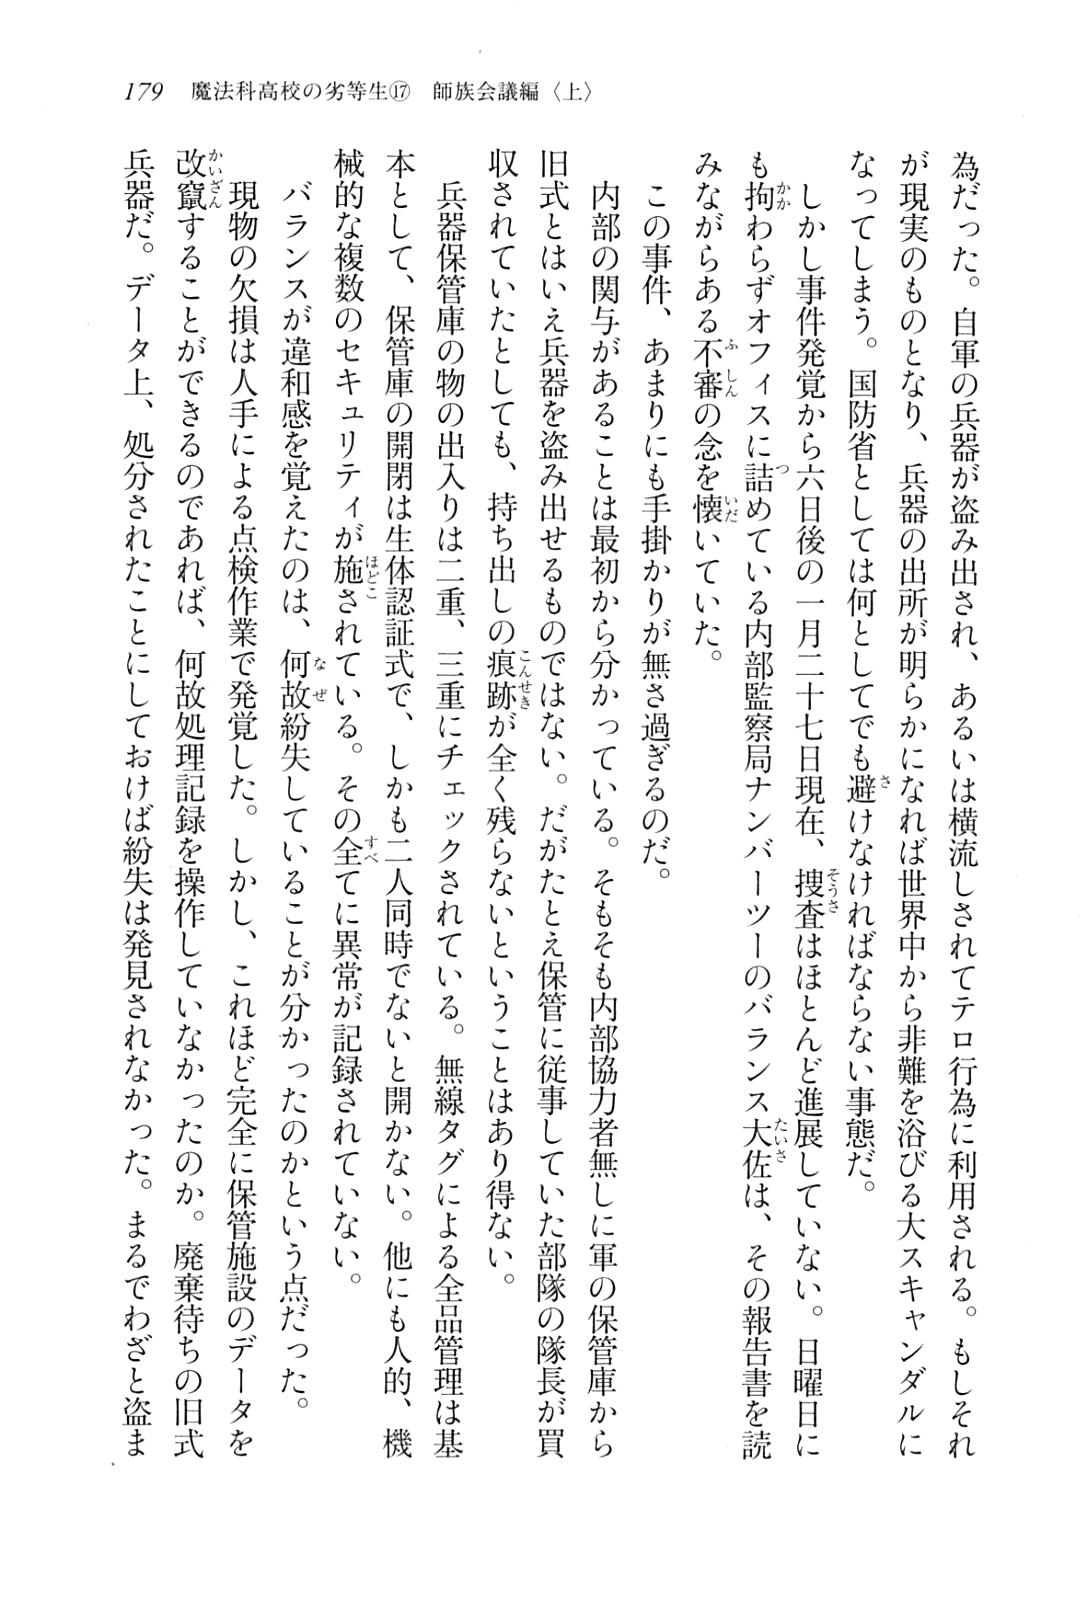 179　魔法科高校の劣等生⑰　師族会議編〈上〉
為だった。自軍の兵器が盗み出され、あるいは横流しされてテロ行為に利用される。もしそれ
が現実のものとなり、兵器の出所が明らかになれば世界中から非難を浴びる大スキャンダルに
なってしまう。国防省としては何としてでも避けなければならない事態だ。
　しかし事件発覚から六日後の一月二十七日現在、捜査はほとんど進展していない。日曜日に
も拘わらずオフィスに詰めている内部監察局ナンバーツーのバランス大佐は、その報告書を読
みながらある不審の念を懐いていた。
　この事件、あまりにも手掛かりが無さ過ぎるのだ。
　内部の関与があることは最初から分かっている。そもそも内部協力者無しに軍の保管庫から
旧式とはいえ兵器を盗み出せるものではない。だがたとえ保管に従事していた部隊の隊長が買
収されていたとしても、持ち出しの痕跡が全く残らないということはあり得ない。
　兵器保管庫の物の出入りは二重、三重にチェックされている。無線タグによる全品管理は基
本として、保管庫の開閉は生体認証式で、しかも二人同時でないと開かない。他にも人的、機
械的な複数のセキュリティが施されている。その全てに異常が記録されていない。
　バランスが違和感を覚えたのは、何故紛失していることが分かったのかという点だった。
　現物の欠損は人手による点検作業で発覚した。しかし、これほど完全に保管施設のデータを
改竄することができるのであれば、何故処理記録を操作していなかったのか。廃棄待ちの旧式
兵器だ。データ上、処分されたことにしておけば紛失は発見されなかった。まるでわざと盗ま